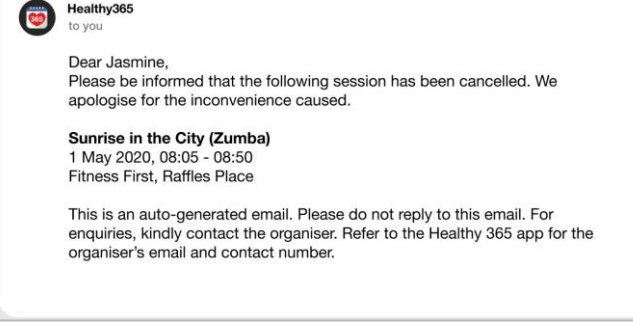 365
Healthy365
to you
Dear Jasmine,
Please be informed that the following session has been cancelled. We
apologise for the inconvenience caused.
Sunrise in the City (Zumba)
1 May 2020, 08:05 - 08:50
Fitness First, Raffles Place
This is an auto-generated email. Please do not reply to this email. For
enquiries, kindly contact the organiser. Refer to the Healthy 365 app for the
organiser's email and contact number.